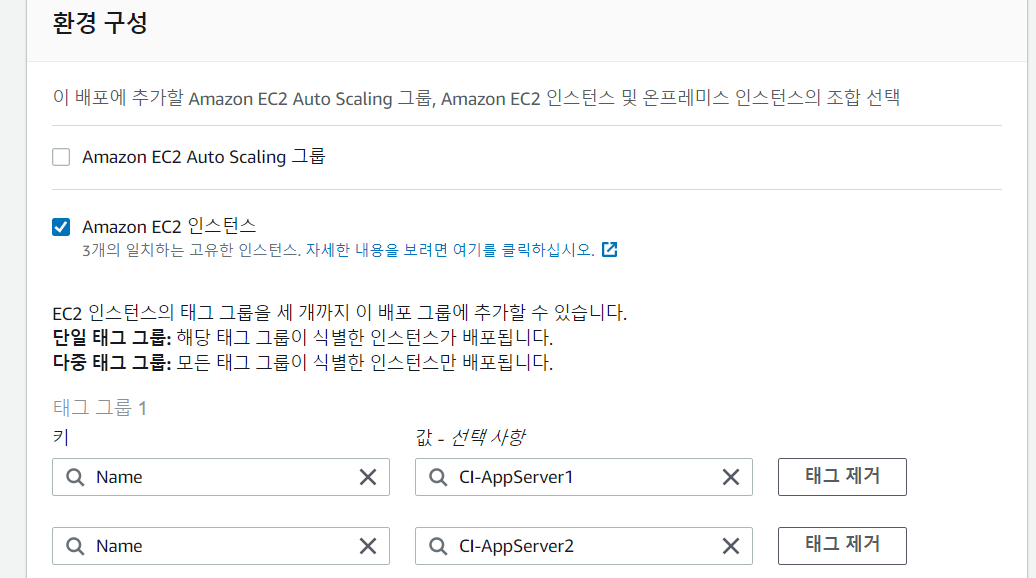 환경 구성
이 배포에 추가할 Amazon EC2 Auto Scaling 그룹, Amazon EC2 인스턴스 및 온프레미스 인스턴스의 조합 선택
Amazon EC2 Auto Scaling 그룹
Amazon EC2 인스턴스
3개의 일치하는 고유한 인스턴스. 자세한 내용을 보려면 여기를 클릭하십시오.
EC2 인스턴스의 태그 그룹을 세 개까지 이 배포 그룹에 추가할 수 있습니다.
단일 태그 그룹: 해당 태그 그룹이 식별한 인스턴스가 배포됩니다.
다중 태그 그룹: 모든 태그 그룹이 식별한 인스턴스만 배포됩니다.
태그 그룹 1
키 값 - 선택 사항
Name CI-AppServer1 태그 제거
Name CI-AppServer2 태그 제거